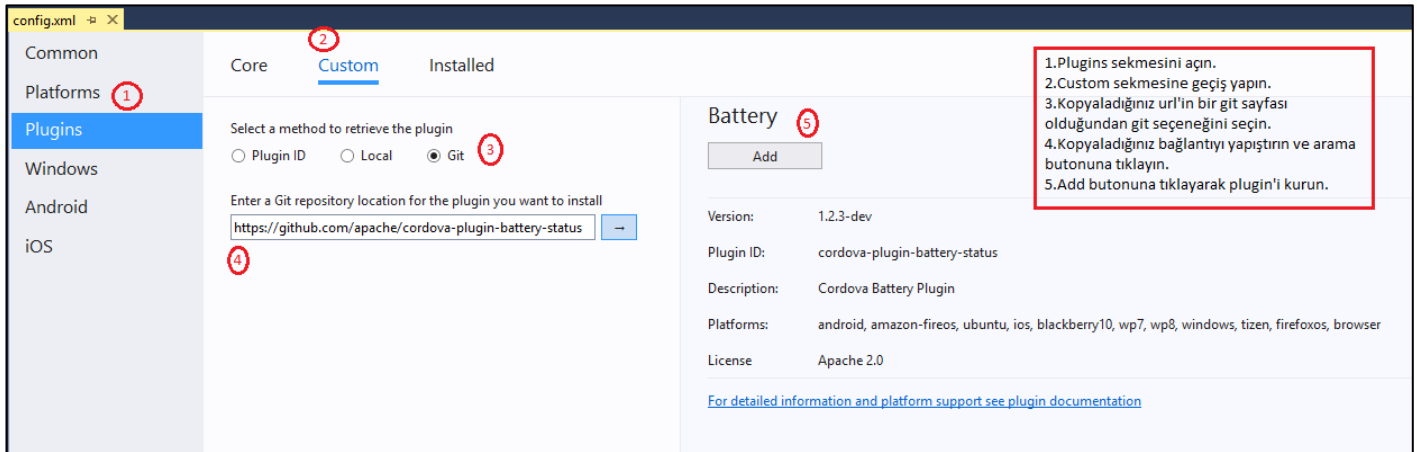 config.xml
Common
Platforms
1
Plugins
Windows
Android
iOS
2
Core Custom Installed
Select a method to retrieve the plugin
Plugin ID Local Git 3
Enter a Git repository location for the plugin you want to install
https://github.com/apache/cordova-plugin-battery-status →
4
Battery 5
Add
Version: 1.2.3-dev
Plugin ID: cordova-plugin-battery-status
Description: Cordova Battery Plugin
Platforms: android, amazon-fireos, ubuntu, ios, blackberry10, wp7, wp8, windows, tizen, firefoxos, browser
License Apache 2.0
For detailed information and platform support see plugin documentation
1.Plugins sekmesini açın.
2.Custom sekmesine geçiş yapın.
3.Kopyaladığınız url'in bir git sayfası
olduğundan git seçeneğini seçin.
4.Kopyaladığınız bağlantıyı yapıştırın ve arama
butonuna tıklayın.
5.Add butonuna tıklayarak plugin'i kurun.